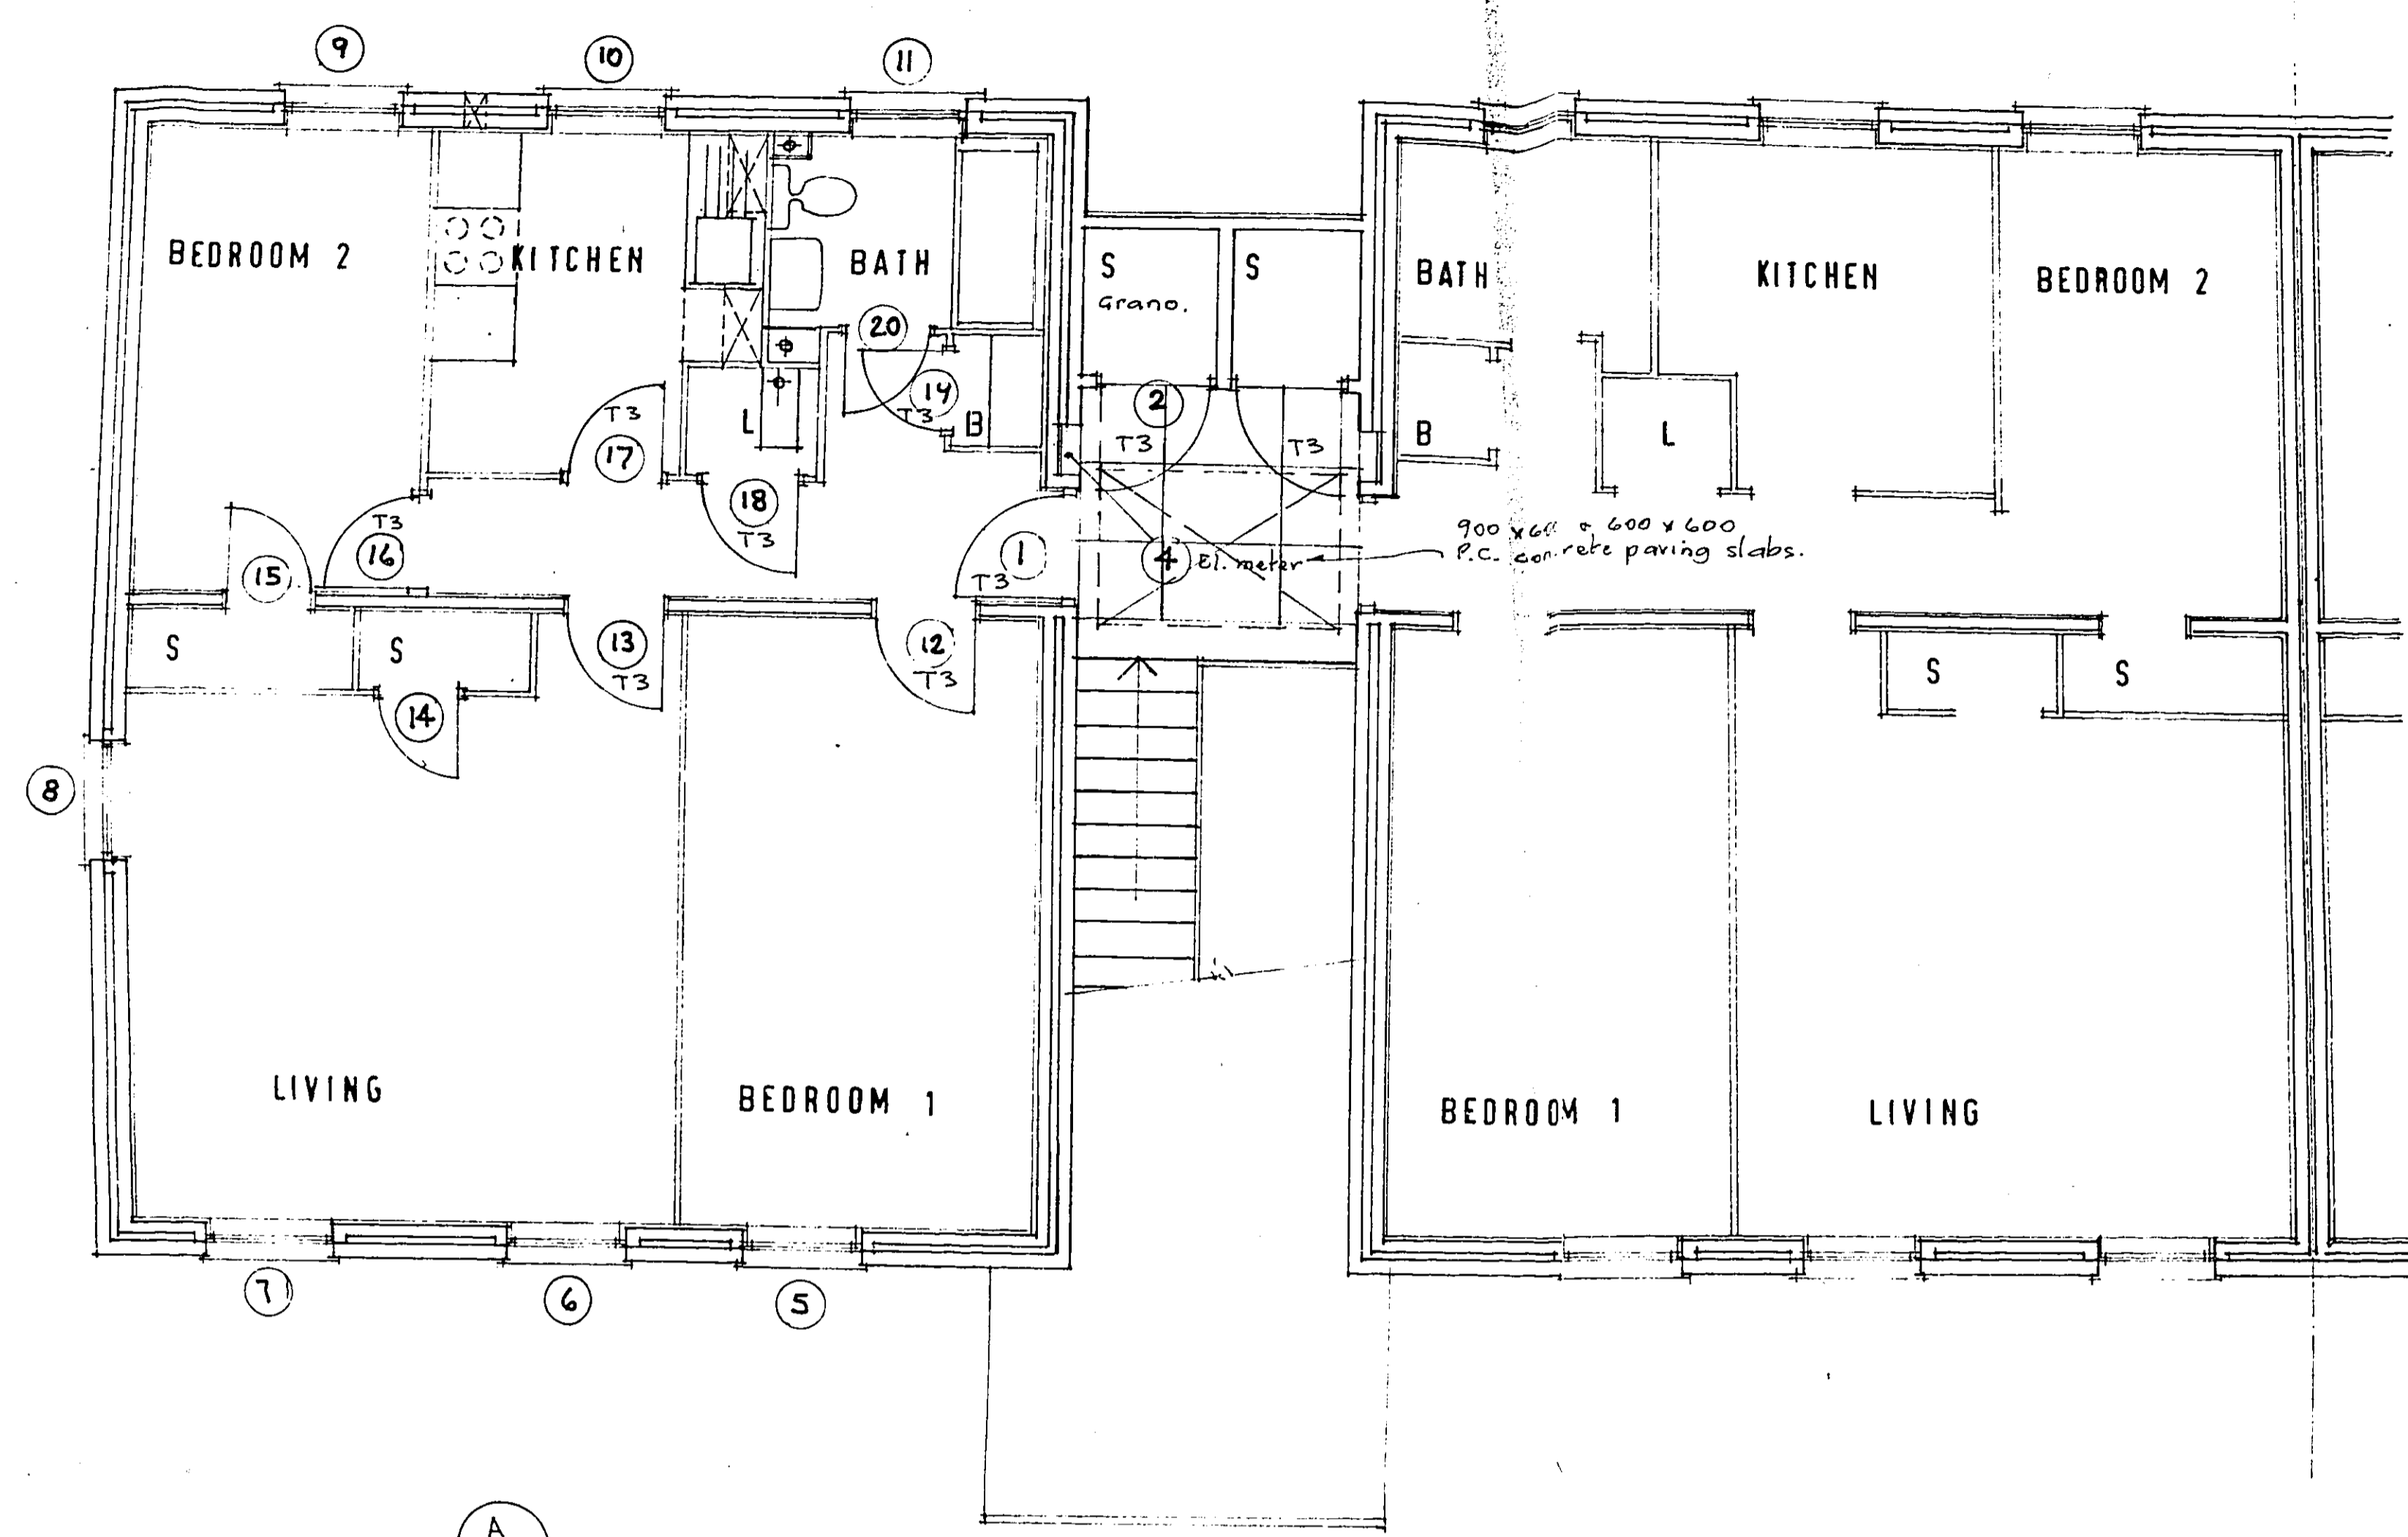 9
10
11
BEDROOM 2
KITCHEN
BATH
S
Grano.
S
BATH
KITCHEN
BEDROOM 2
20
19
T3
B
2
T3
T3
T3
17
L
18
T3
B
L
T3
16
15
1
T3
4
El. meter
900 x 60 & 600 x 600
P.C. concrete paving slabs.
S
S
13
T3
12
T3
S
S
14
8
LIVING
BEDROOM 1
BEDROOM 1
LIVING
7
6
5
A